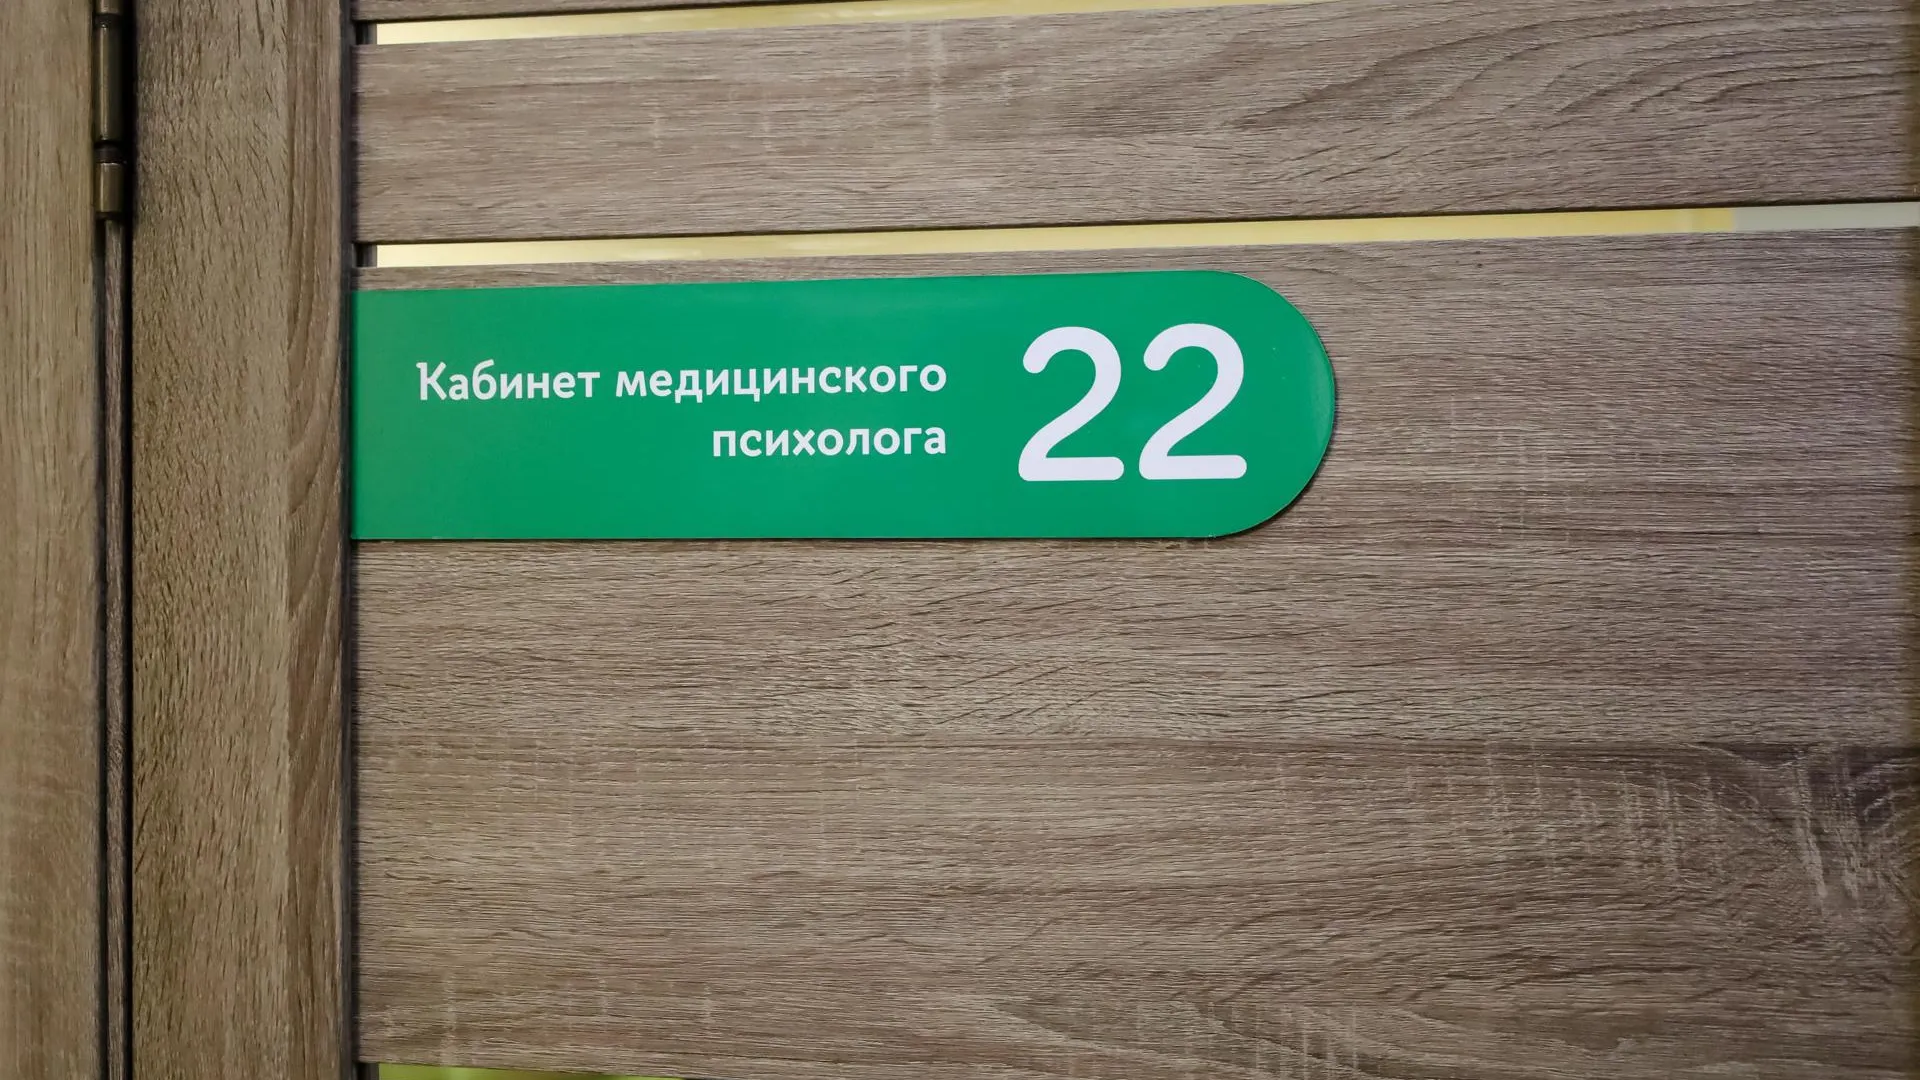 Кабинет медицинского
психолога
22